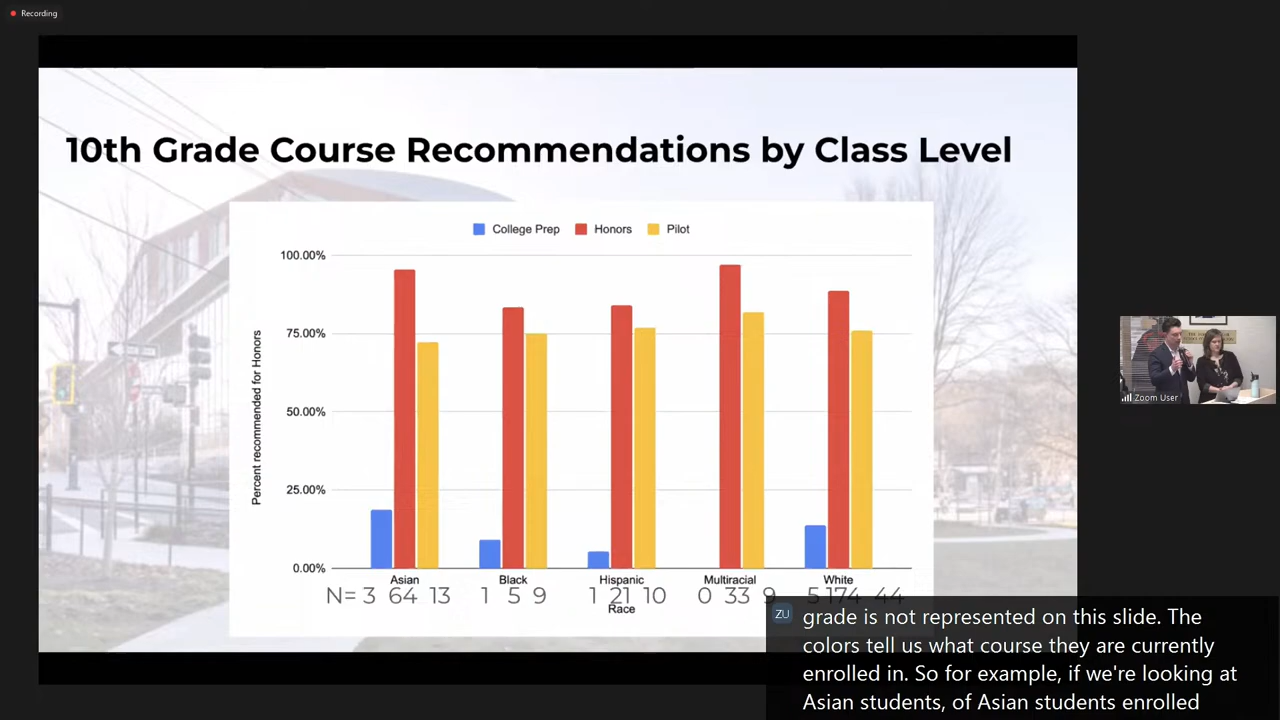 Recording
10th Grade Course Recommendations by Class Level
College Prep Honors Pilot
100.00%
75.00%
50.00%
25.00%
0.00%
Percent recommended for Honors
Asian Black Hispanic Multiracial White
N= 3 64 13 1 5 9 1 21 10 0 33 9 5 174 44
Race
ZU
grade is not represented on this slide. The
colors tell us what course they are currently
enrolled in. So for example, if we're looking at
Asian students, of Asian students enrolled
Zoom User